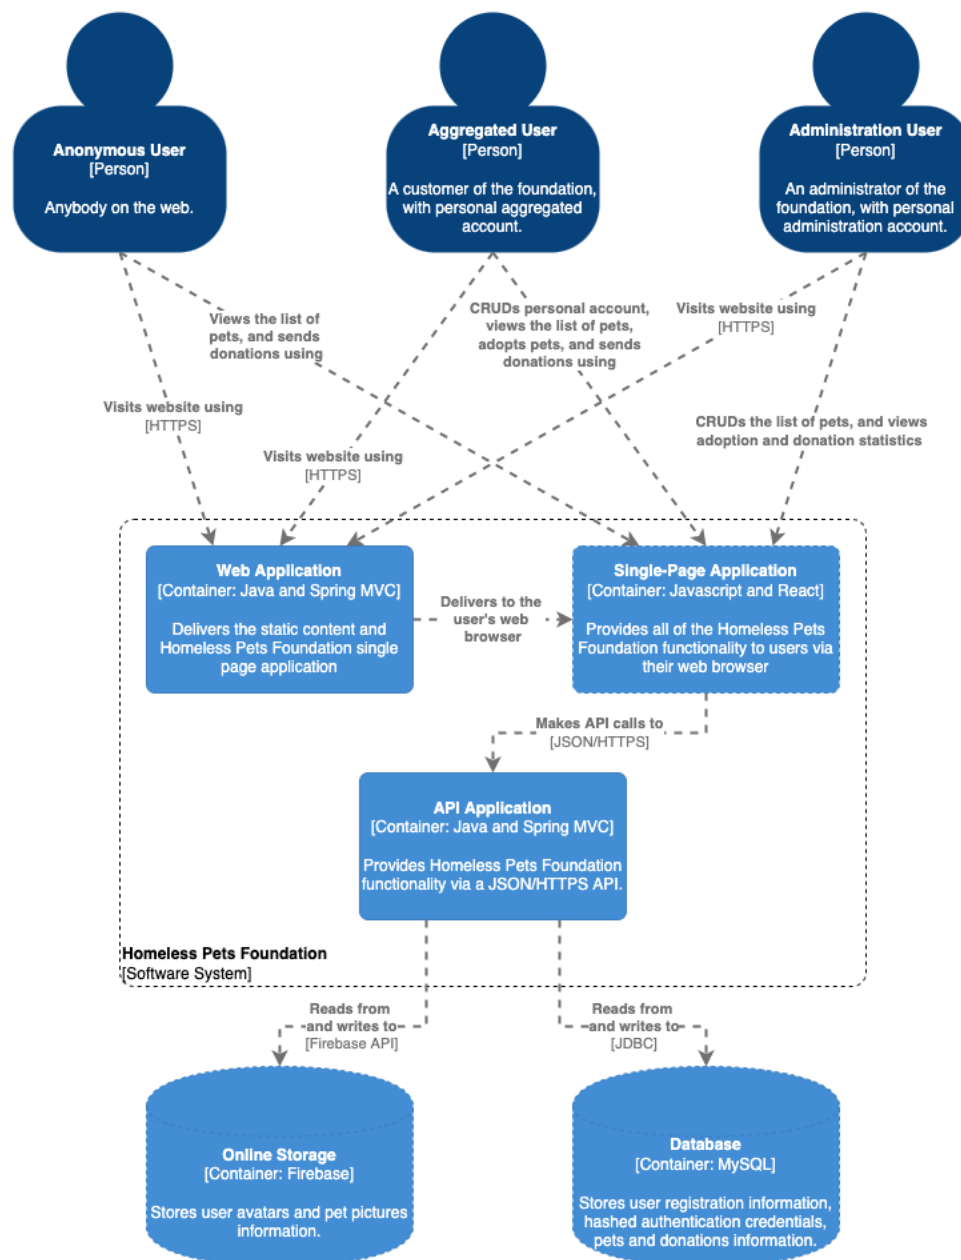 Anonymous User
[Person]
Anybody on the web.
Aggregated User
[Person]
A customer of the foundation,
with personal aggregated
account.
Administration User
[Person]
An administrator of the
foundation, with personal
administration account.
Views the list of
pets, and sends
donations using
CRUDs personal account,
views the list of pets,
adopts pets, and sends
donations using
Visits website using
[HTTPS]
Visits website using
[HTTPS]
Visits website using
[HTTPS]
CRUDs the list of pets, and views
adoption and donation statistics
Web Application
[Container: Java and Spring MVC]
Delivers the static content and
Homeless Pets Foundation single
page application
Delivers to the
user's web
browser
Single-Page Application
[Container: Javascript and React]
Provides all of the Homeless Pets
Foundation functionality to users via
their web browser
Makes API calls to
[JSON/HTTPS]
API Application
[Container: Java and Spring MVC]
Provides Homeless Pets Foundation
functionality via a JSON/HTTPS API.
Homeless Pets Foundation
[Software System]
Reads from
and writes to
[Firebase API]
Reads from
and writes to
[JDBC]
Online Storage
[Container: Firebase]
Stores user avatars and pet pictures
information.
Database
[Container: MySQL]
Stores user registration information,
hashed authentication credentials,
pets and donations information.